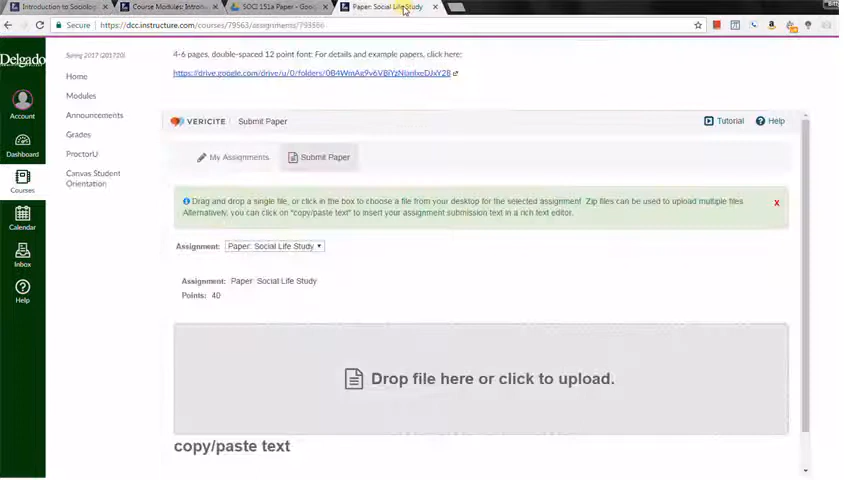 Introduction to Sociolog
Course Modules: Introdu
SOCI 151a Paper - Goog
Paper: Social Life Study
Secure
https://dcc.instructure.com/courses/79563/assignments/793566
Delgado
Account
Dashboard
Courses
Calendar
Inbox
Help
Spring 2017 (201720)
Home
Modules
Announcements
Grades
ProctorU
Canvas Student
Orientation
4-6 pages, double-spaced 12 point font: For details and example papers, click here:
VERICITE
Submit Paper
Tutorial
Help
My Assignments
Submit Paper
Drag and drop a single file, or click in the box to choose a file from your desktop for the selected assignment. Zip files can be used to upload multiple files
Alternatively, you can click on "copy/paste text" to insert your assignment submission text in a rich text editor.
X
Assignment: Paper: Social Life Study
Assignment: Paper: Social Life Study
Points: 40
Drop file here or click to upload.
copy/paste text